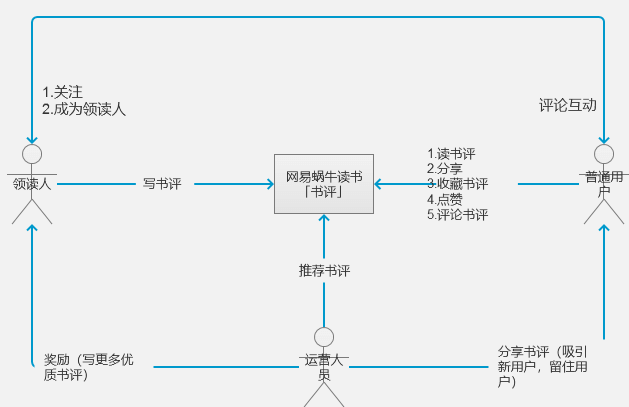 1.关注
2.成为领读人
评论互动
领读人
写书评
网易蜗牛读书
「书评」
1.读书评
2.分享
3.收藏书评
4.点赞
5.评论书评
普通用
户
推荐书评
奖励（写更多优
质书评）
运营人
员
分享书评（吸引
新用户，留住用
户）